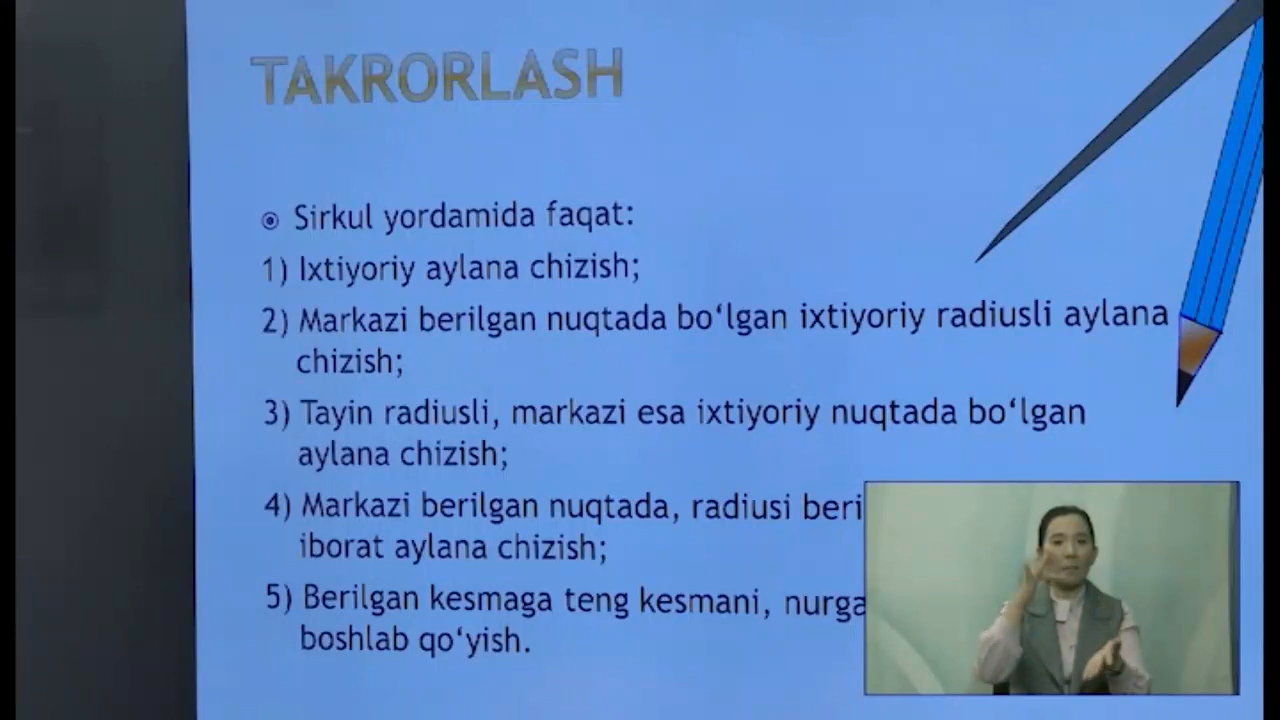 TAKRORLASH
Sirkul yordamida faqat:
1) Ixtiyoriy aylana chizish;
2) Markazi berilgan nuqtada bo‘lgan ixtiyoriy radiusli aylana
chizish;
3) Tayin radiusli, markazi esa ixtiyoriy nuqtada bo‘lgan
aylana chizish;
4) Markazi berilgan nuqtada, radiusi
iborat aylana chizish;
5) Berilgan kesmaga teng kesmani,
boshlab qo‘yish.